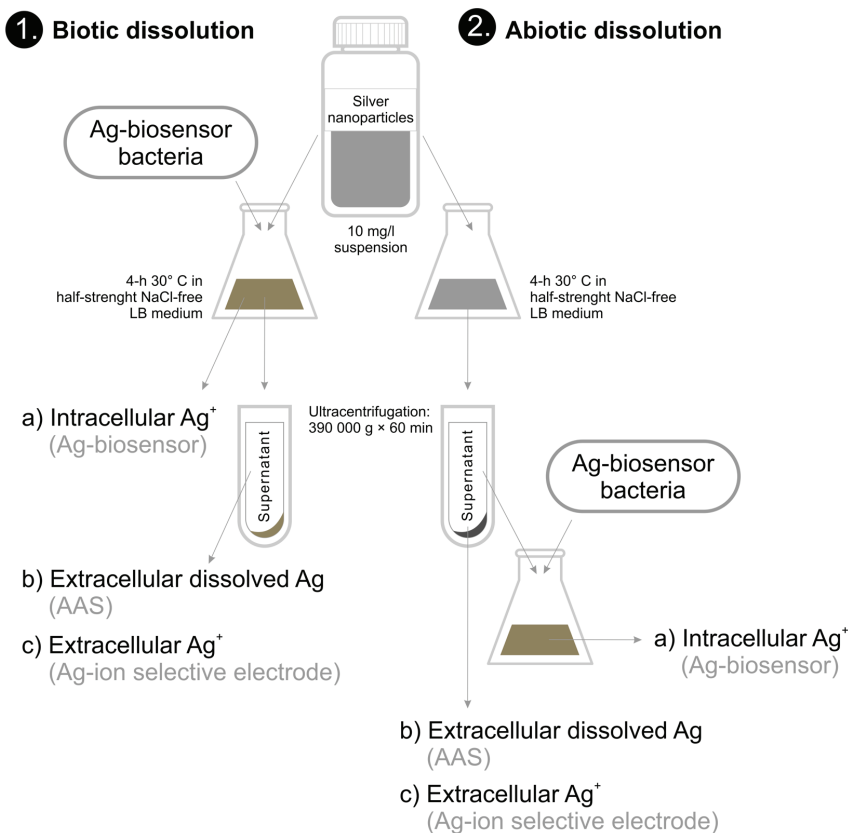 1. Biotic dissolution
2. Abiotic dissolution
Silver
nanoparticles
Ag-biosensor
bacteria
10 mg/l
suspension
4-h 30° C in
half-strenght NaCl-free
LB medium
4-h 30° C in
half-strenght NaCl-free
LB medium
a) Intracellular Ag⁺
(Ag-biosensor)
Supernatant
Ultracentrifugation:
390 000 g × 60 min
Supernatant
Ag-biosensor
bacteria
b) Extracellular dissolved Ag
(AAS)
c) Extracellular Ag⁺
(Ag-ion selective electrode)
a) Intracellular Ag⁺
(Ag-biosensor)
b) Extracellular dissolved Ag
(AAS)
c) Extracellular Ag⁺
(Ag-ion selective electrode)